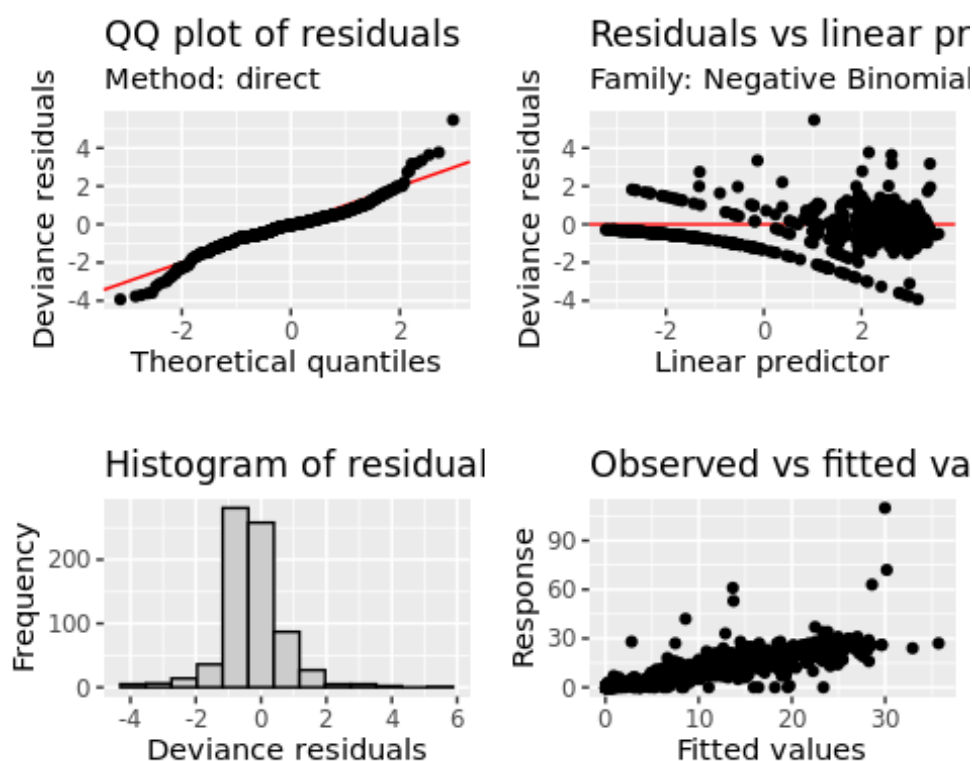 QQ plot of residuals
Method: direct
Deviance residuals
4
2
0
-2
-4
-2
0
2
Theoretical quantiles
Residuals vs linear pr
Family: Negative Binomial
Deviance residuals
4
2
0
-2
-4
-2
0
2
Linear predictor
Histogram of residual
Frequency
200
100
0
-4
-2
0
2
4
6
Deviance residuals
Observed vs fitted va
Response
90
60
30
0
0
10
20
30
Fitted values